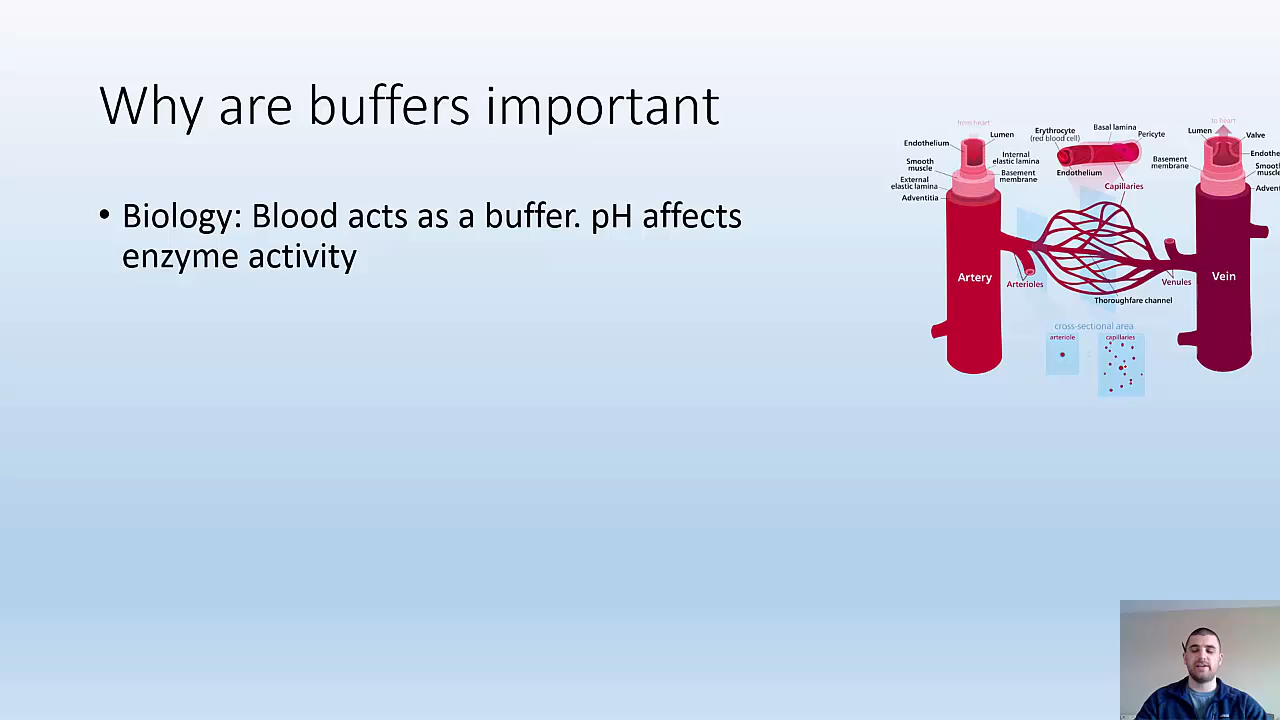 Why are buffers important
• Biology: Blood acts as a buffer. pH affects
enzyme activity
from heart
Endothelium
Lumen
Smooth
muscle
Internal
elastic lamina
External
elastic lamina
Basement
membrane
Adventitia
Artery
Arterioles
Erythrocyte
(red blood cell)
Basal lamina
Pericyte
Endothelium
Capillaries
Venules
Thoroughfare channel
to heart
Lumen
Valve
Basement
membrane
Endothe
Smoo
muscle
Advent
Vein
cross-sectional area
arteriole
capillaries